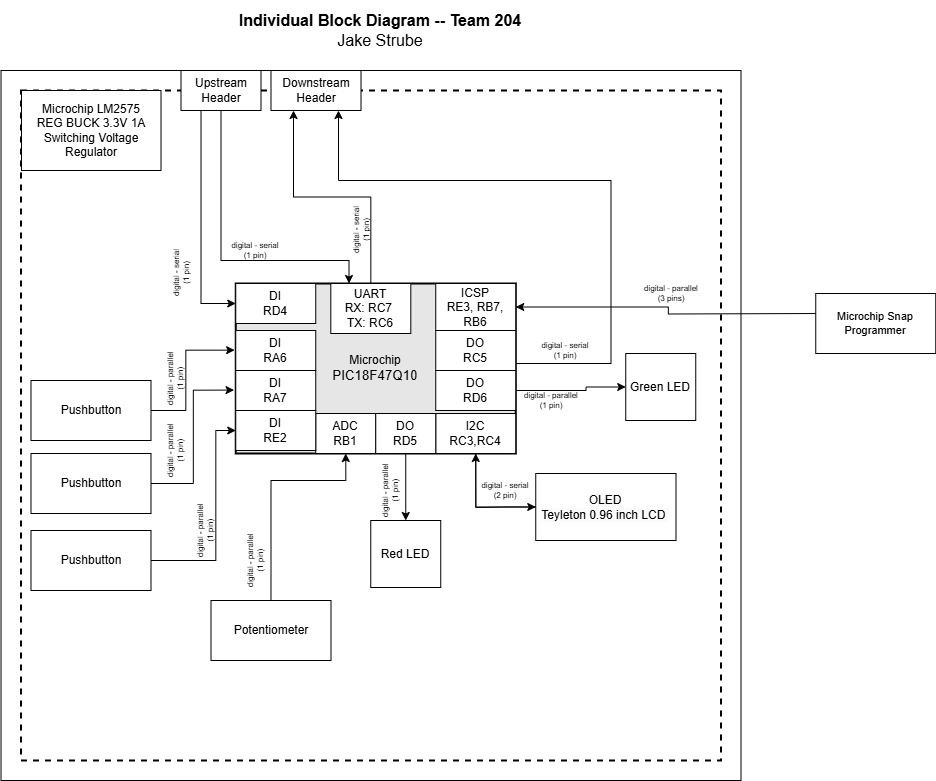 Individual Block Diagram -- Team 204
Jake Strube
Upstream
Header
Downstream
Header
Microchip LM2575
REG BUCK 3.3V 1A
Switching Voltage
Regulator
digital - serial
(1 pin)
digital - serial
(1 pin)
digital - serial
(1 pin)
DI
RD4
UART
RX: RC7
TX: RC6
ICSP
RE3, RB7,
RB6
digital - parallel
(3 pins)
Microchip Snap
Programmer
DI
RA6
Microchip
PIC18F47Q10
DO
RC5
digital - serial
(1 pin)
DI
RA7
DO
RD6
digital - parallel
(1 pin)
Green LED
digital - parallel
(1 pin)
Pushbutton
DI
RE2
ADC
RB1
DO
RD5
I2C
RC3,RC4
digital - parallel
(1 pin)
Pushbutton
digital - parallel
(1 pin)
digital - serial
(2 pin)
OLED
Teyleton 0.96 inch LCD
digital - parallel
(1 pin)
Pushbutton
digital - parallel
(1 pin)
Red LED
Potentiometer